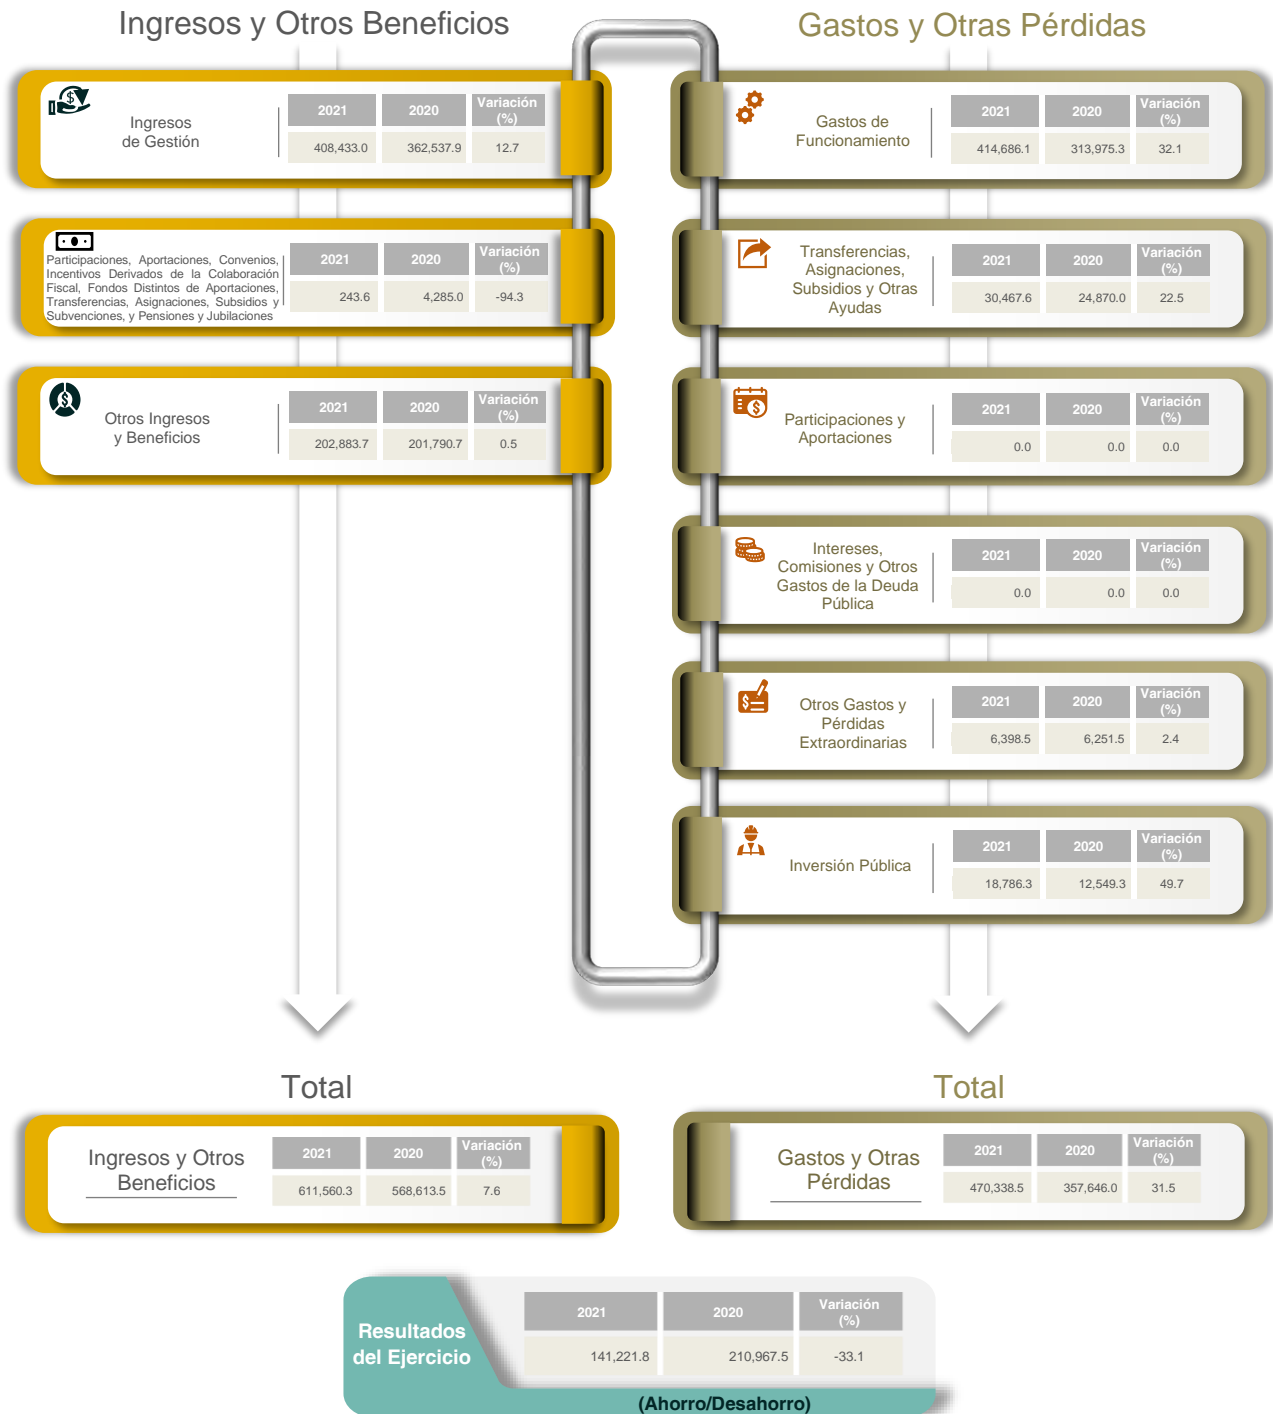 Ingresos y Otros Beneficios
Ingresos
de Gestión
2021 2020 Variación (%)
408,433.0 362,537.9 12.7
Participaciones, Aportaciones, Convenios,
Incentivos Derivados de la Colaboración
Fiscal, Fondos Distintos de Aportaciones,
Transferencias, Asignaciones, Subsidios y
Subvenciones, y Pensiones y Jubilaciones
2021 2020 Variación (%)
243.6 4,285.0 -94.3
Otros Ingresos
y Beneficios
2021 2020 Variación (%)
202,883.7 201,790.7 0.5
Gastos y Otras Pérdidas
Gastos de
Funcionamiento
2021 2020 Variación (%)
414,686.1 313,975.3 32.1
Transferencias,
Asignaciones,
Subsidios y Otras
Ayudas
2021 2020 Variación (%)
30,467.6 24,870.0 22.5
Participaciones y
Aportaciones
2021 2020 Variación (%)
0.0 0.0 0.0
Intereses,
Comisiones y Otros
Gastos de la Deuda
Pública
2021 2020 Variación (%)
0.0 0.0 0.0
Otros Gastos y
Pérdidas
Extraordinarias
2021 2020 Variación (%)
6,398.5 6,251.5 2.4
Inversión Pública
2021 2020 Variación (%)
18,786.3 12,549.3 49.7
Total
Ingresos y Otros
Beneficios
2021 2020 Variación (%)
611,560.3 568,613.5 7.6
Total
Gastos y Otras
Pérdidas
2021 2020 Variación (%)
470,338.5 357,646.0 31.5
Resultados
del Ejercicio
2021 2020 Variación (%)
141,221.8 210,967.5 -33.1
(Ahorro/Desahorro)